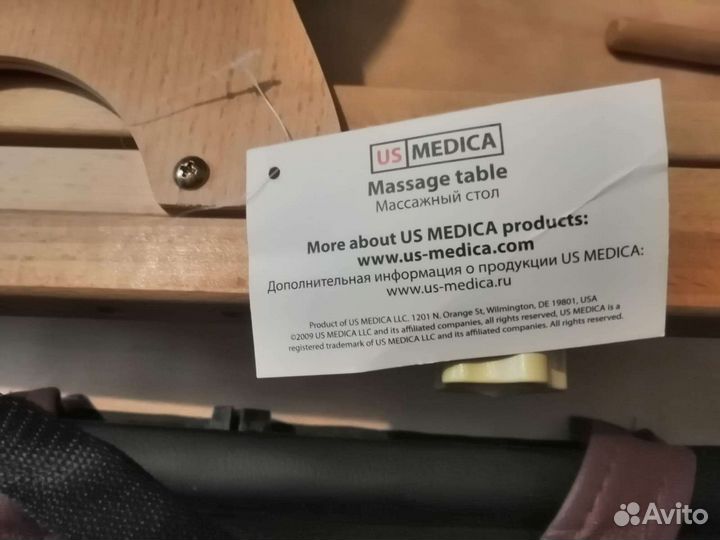 US MEDICA
Massage table
Массажный стол
More about US MEDICA products:
www.us-medica.com
Дополнительная информация о продукции US MEDICA:
www.us-medica.ru
Product of US MEDICA LLC. 1201 N. Orange St, Wilmington, DE 19801, USA
©2009 US MEDICA LLC and its affiliated companies, all rights reserved, US MEDICA is a
registered trademark of US MEDICA LLC and its affiliated companies. All rights reserved.
Avito